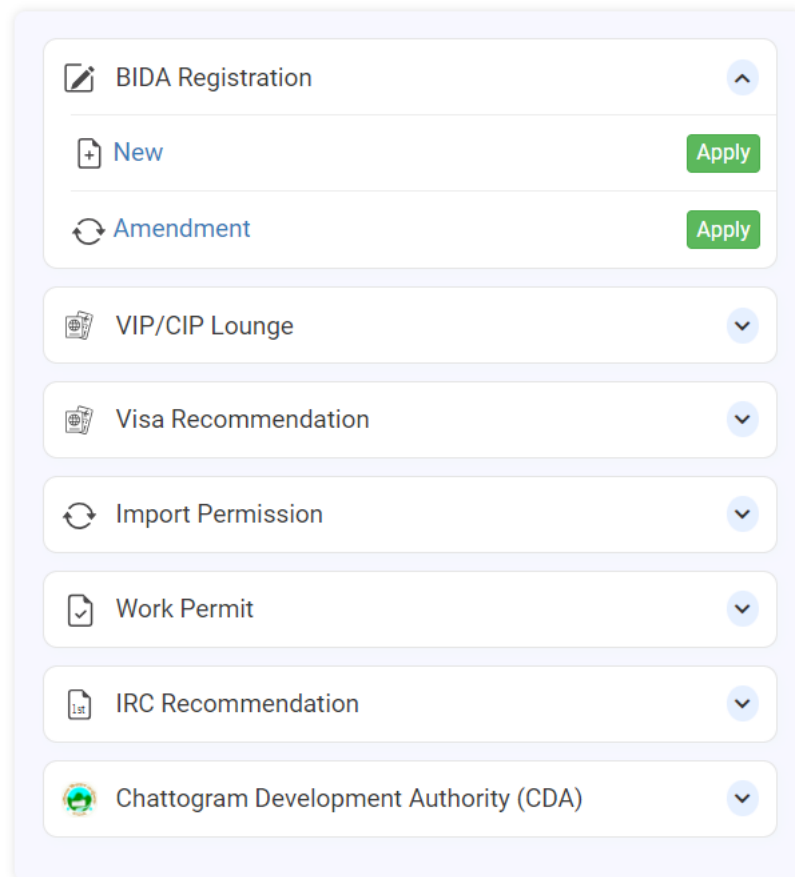 BIDA Registration
New Apply
Amendment Apply
VIP/CIP Lounge
Visa Recommendation
Import Permission
Work Permit
1st IRC Recommendation
Chattogram Development Authority (CDA)